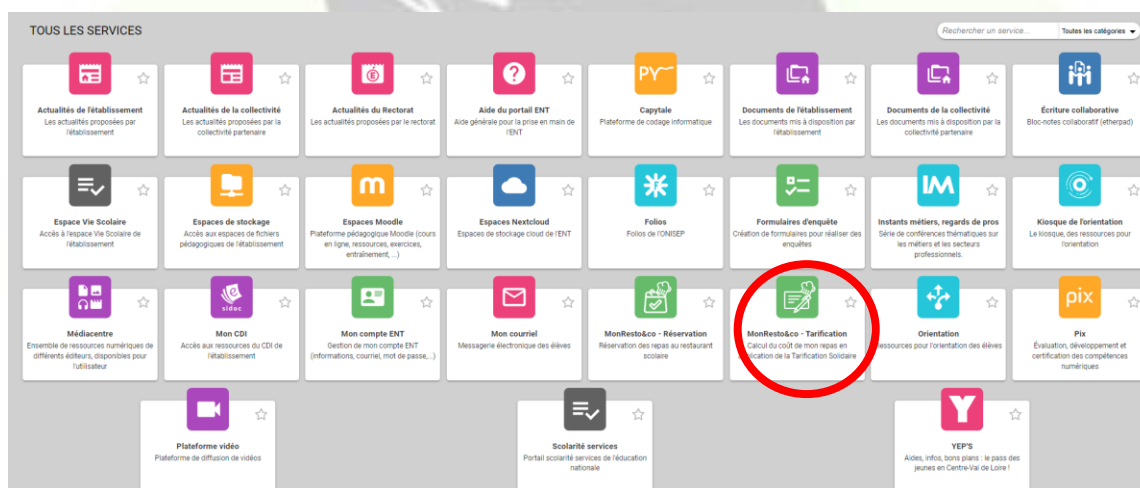 TOUS LES SERVICES
Rechercher un service...
Toutes les catégories
PY
Actualités de l'établissement
Les actualités proposées par
l'établissement
Actualités de la collectivité
Les actualités proposées par la
collectivité partenaire
É
Actualités du Rectorat
Les actualités proposées par le rectorat
?
Aide du portail ENT
Aide générale pour la prise en main de
l'ENT
Capytale
Plateforme de codage informatique
Documents de l'établissement
Les documents mis à disposition par
l'établissement
Documents de la collectivité
Les documents mis à disposition par la
collectivité partenaire
Écriture collaborative
Bloc-notes collaboratif (etherpad)
Espace Vie Scolaire
Accès à l'espace Vie Scolaire de
l'établissement
Espaces de stockage
Accès aux espaces de fichiers
pédagogiques de l'établissement
m
Espaces Moodle
Plateforme pédagogique Moodle (cours
en ligne, ressources, exercices,
entraînement, ...)
Espaces Nextcloud
Espaces de stockage cloud de l'ENT
Folios
Folios de l'ONISEP
Formulaires d'enquête
Création de formulaires pour réaliser des
enquêtes
IM
Instants métiers, regards de pros
Série de conférences thématiques sur
les métiers et les secteurs
professionnels.
Kiosque de l'orientation
Le kiosque, des ressources pour
l'orientation
Médiacentre
Ensemble de ressources numériques de
différents éditeurs, disponibles pour
l'utilisateur
sidoc
Mon CDI
Accès aux ressources du CDI de
l'établissement
Mon compte ENT
Gestion de mon compte ENT
(informations, courriel, mot de passe,...)
Mon courriel
Messagerie électronique des élèves
MonResto&co - Réservation
Réservation des repas au restaurant
scolaire
MonResto&co - Tarification
Calcul du coût de mon repas en
application de la Tarification Solidaire
Orientation
ressources pour l'orientation des élèves
pix
Pix
Évaluation, développement et
certification des compétences
numériques
Plateforme vidéo
Plateforme de diffusion de vidéos
Scolarité services
Portail scolarité services de l'éducation
nationale
Y
YEP'S
Aides, infos, bons plans : le pass des
jeunes en Centre-Val de Loire !